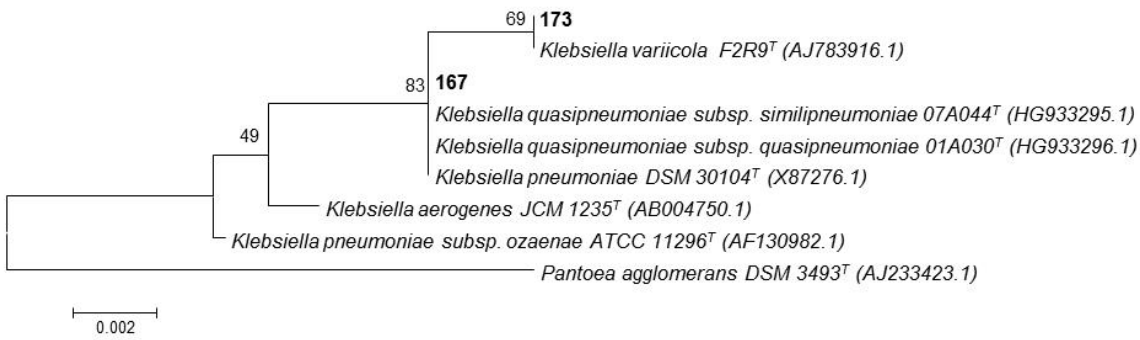 69 173
Klebsiella variicola F2R9ᵀ (AJ783916.1)
83 167
Klebsiella quasipneumoniae subsp. similipneumoniae 07A044ᵀ (HG933295.1)
49
Klebsiella quasipneumoniae subsp. quasipneumoniae 01A030ᵀ (HG933296.1)
Klebsiella pneumoniae DSM 30104ᵀ (X87276.1)
Klebsiella aerogenes JCM 1235ᵀ (AB004750.1)
Klebsiella pneumoniae subsp. ozaenae ATCC 11296ᵀ (AF130982.1)
Pantoea agglomerans DSM 3493ᵀ (AJ233423.1)
0.002